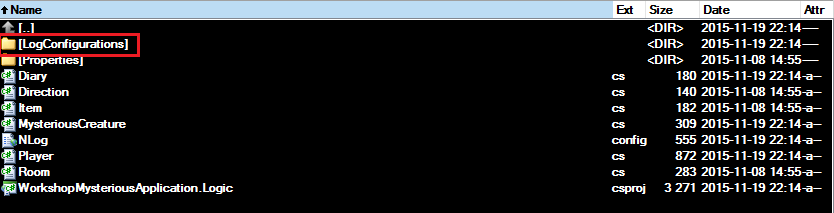 Name Ext Size Date Attr
[..] <DIR> 2015-11-19 22:14 ----
[LogConfigurations] <DIR> 2015-11-19 22:14 ----
[Properties] <DIR> 2015-11-08 14:55 ----
Diary cs 180 2015-11-19 22:14 -a--
Direction cs 140 2015-11-08 14:55 -a--
Item cs 182 2015-11-08 14:55 -a--
MysteriousCreature cs 309 2015-11-19 22:14 -a--
NLog config 555 2015-11-19 22:14 -a--
Player cs 872 2015-11-19 22:14 -a--
Room cs 283 2015-11-08 14:55 -a--
WorkshopMysteriousApplication.Logic csproj 3 271 2015-11-19 22:14 -a--